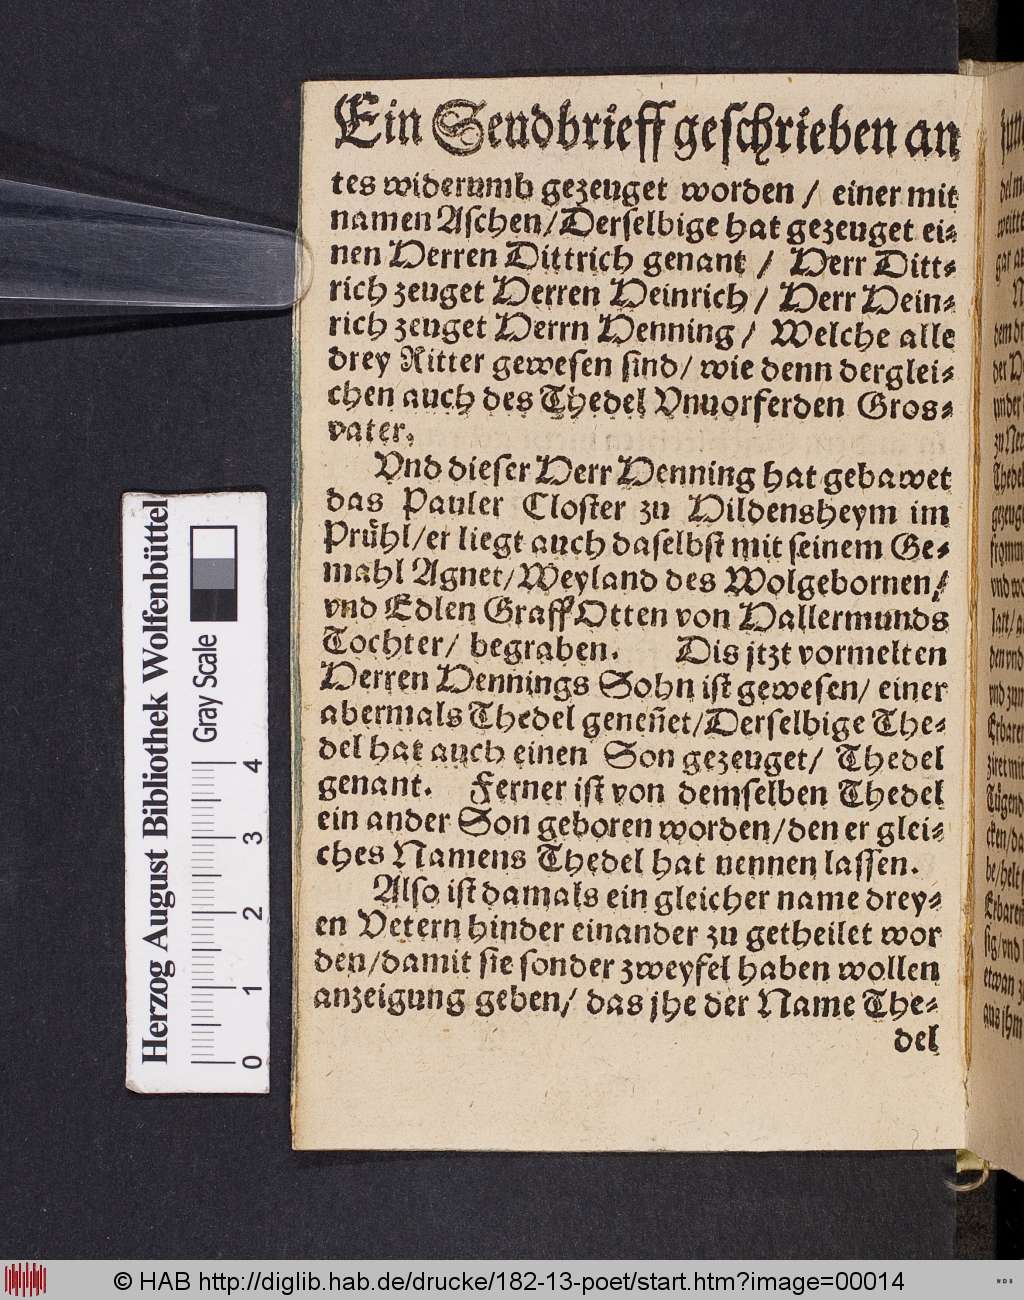 Ein Sendbrieff geschrieben an
tes widerumb gezeuget worden / einer mit
namen Aschen/Derselbige hat gezeuget ei-
nen Herren Dittrich genant / Herr Ditt-
rich zeuget Herren Heinrich / Herr Hein-
rich zeuget Herrn Henning / Welche alle
drey Ritter gewesen sind/ wie denn derglei-
chen auch des Thedel Vnuorferden Gros-
vater.
Vnd dieser Herr Henning hat gebawet
das Pauler Closter zu Hildensheym im
Pruͤhl/er liegt auch daselbst mit seinem Ge-
mahl Agnet/Weyland des Wolgebornen/
vnd Edlen Graff Otten von Hallermunds
Tochter/ begraben. Dis jtzt vormelten
Herren Hennings Sohn ist gewesen/ einer
abermals Thedel geneñet/Derselbige The-
del hat auch einen Son gezeuget/ Thedel
genant. Ferner ist von demselben Thedel
ein ander Son geboren worden/den er glei-
ches Namens Thedel hat nennen lassen.
Also ist damals ein gleicher name drey-
en Vetern hinder einander zu getheilet wor
den/damit sie sonder zweyfel haben wollen
anzeigung geben/ das jhe der Name The-
del
Herzog August Bibliothek Wolfenbüttel
Gray Scale
0 1 2 3 4
© HAB http://diglib.hab.de/drucke/182-13-poet/start.htm?image=00014